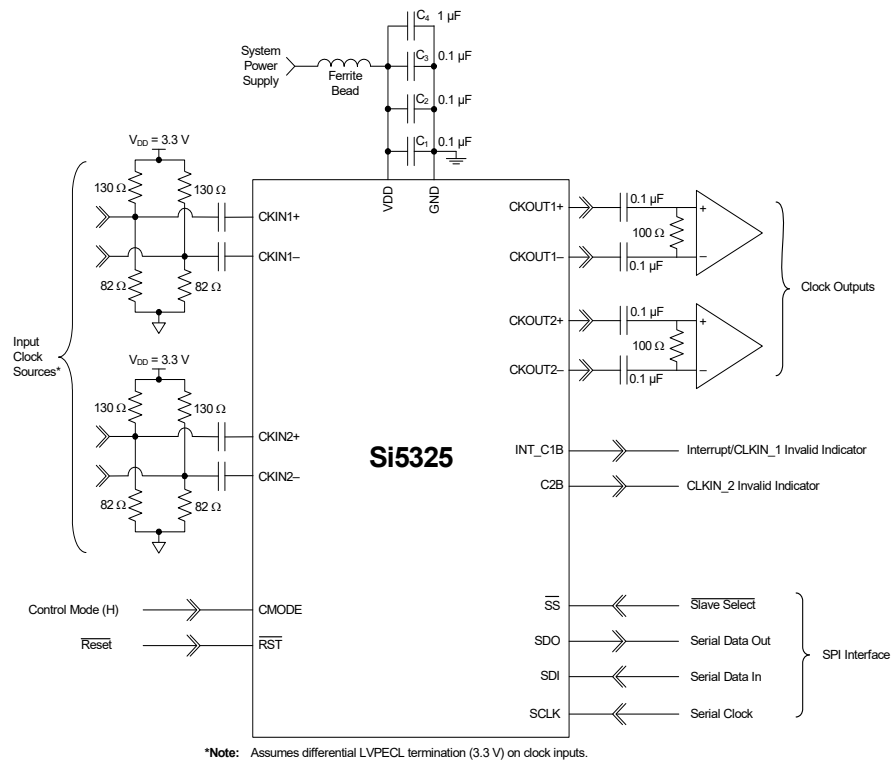 C4 1 µF
System
Power
Supply
Ferrite
Bead
C3 0.1 µF
C2 0.1 µF
C1 0.1 µF
VDD = 3.3 V
130 Ω
130 Ω
82 Ω
82 Ω
VDD
GND
CKIN1+
CKIN1–
CKOUT1+
0.1 µF
100 Ω
+
–
CKOUT1–
0.1 µF
Clock Outputs
CKOUT2+
0.1 µF
100 Ω
+
–
CKOUT2–
0.1 µF
Input
Clock
Sources*
VDD = 3.3 V
130 Ω
130 Ω
82 Ω
82 Ω
CKIN2+
CKIN2–
Si5325
INT_C1B
Interrupt/CLKIN_1 Invalid Indicator
C2B
CLKIN_2 Invalid Indicator
Control Mode (H)
CMODE
Reset
RST
SS
Slave Select
SDO
Serial Data Out
SDI
Serial Data In
SCLK
Serial Clock
SPI Interface
*Note: Assumes differential LVPECL termination (3.3 V) on clock inputs.